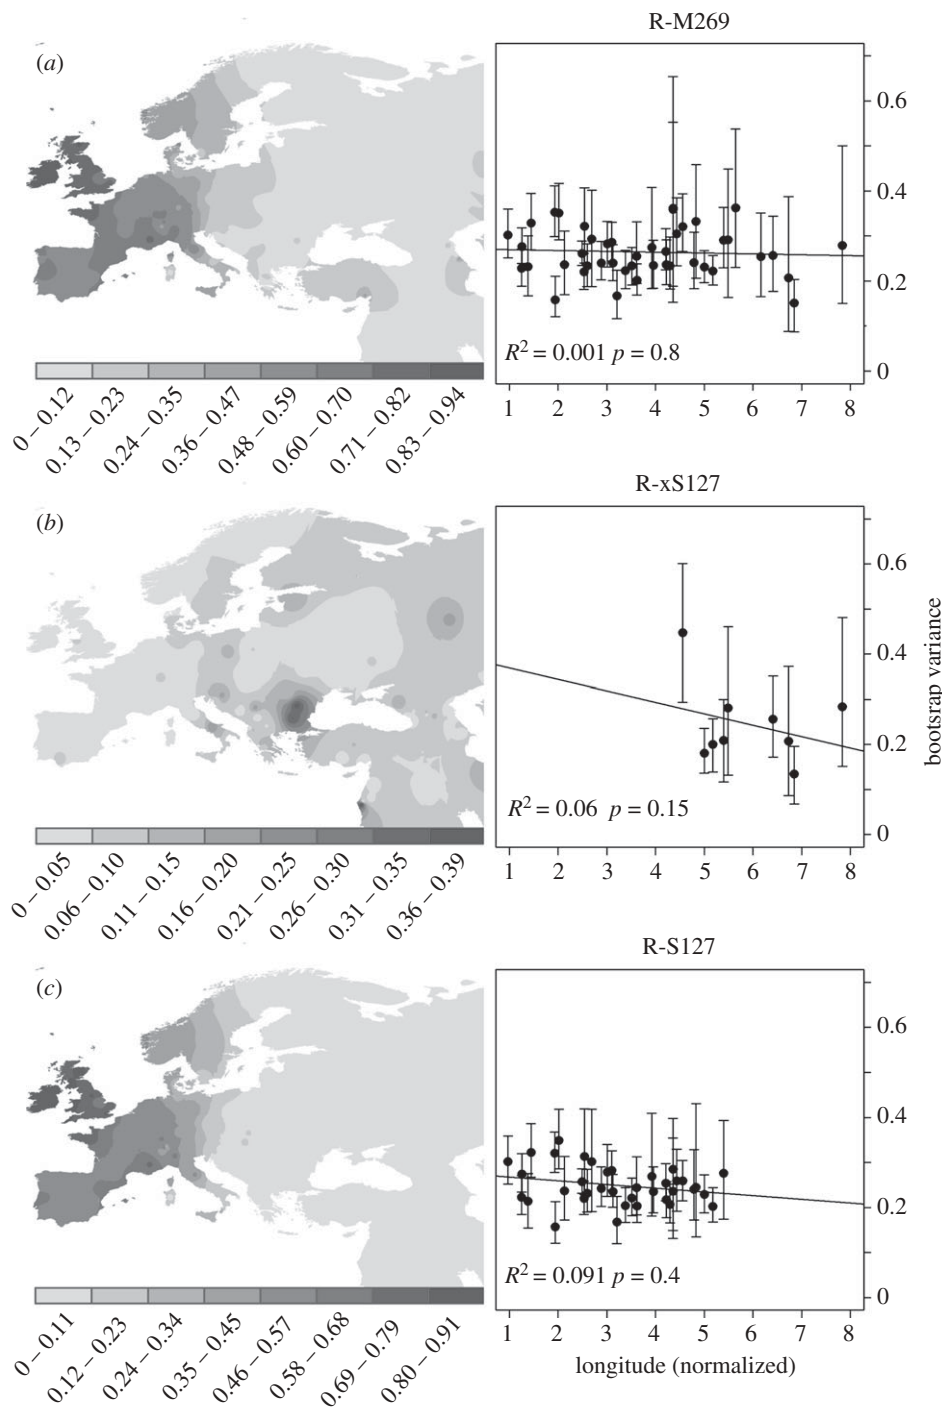 R-M269
(a)
0.6
0.4
0.2
0
R² = 0.001 p = 0.8
1 2 3 4 5 6 7 8
0 – 0.12
0.13 – 0.23
0.24 – 0.35
0.36 – 0.47
0.48 – 0.59
0.60 – 0.70
0.71 – 0.82
0.83 – 0.94
R-xS127
(b)
0.6
0.4
0.2
0
bootsrap variance
R² = 0.06 p = 0.15
1 2 3 4 5 6 7 8
0 – 0.05
0.06 – 0.10
0.11 – 0.15
0.16 – 0.20
0.21 – 0.25
0.26 – 0.30
0.31 – 0.35
0.36 – 0.39
R-S127
(c)
0.6
0.4
0.2
0
R² = 0.091 p = 0.4
1 2 3 4 5 6 7 8
longitude (normalized)
0 – 0.11
0.12 – 0.23
0.24 – 0.34
0.35 – 0.45
0.46 – 0.57
0.58 – 0.68
0.69 – 0.79
0.80 – 0.91